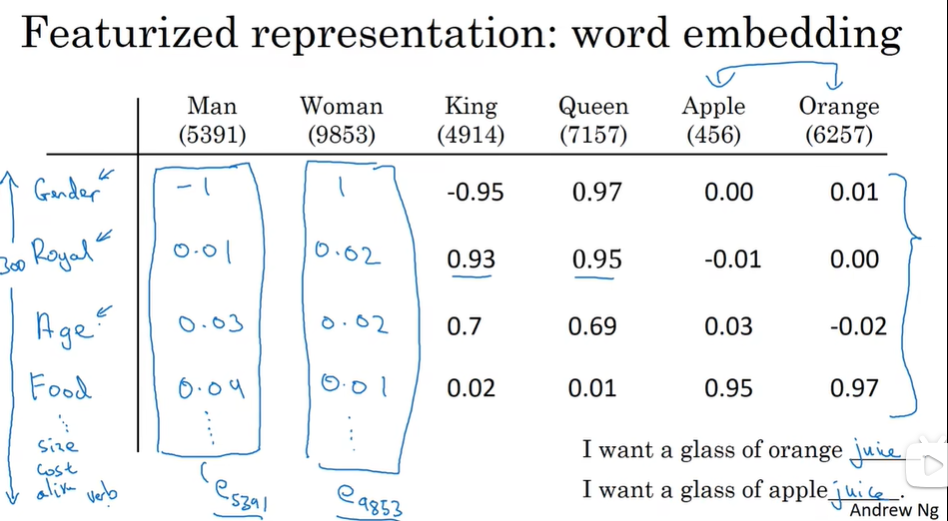 Featurized representation: word embedding
Man Woman King Queen Apple Orange
(5391) (9853) (4914) (7157) (456) (6257)
Gender -1 1 -0.95 0.97 0.00 0.01
300 Royal 0.01 0.02 0.93 0.95 -0.01 0.00
Age 0.03 0.02 0.7 0.69 0.03 -0.02
Food 0.04 0.01 0.02 0.01 0.95 0.97
size
cost
alive verb
I want a glass of orange juice
I want a glass of apple juice.
e5391 e9853
Andrew Ng